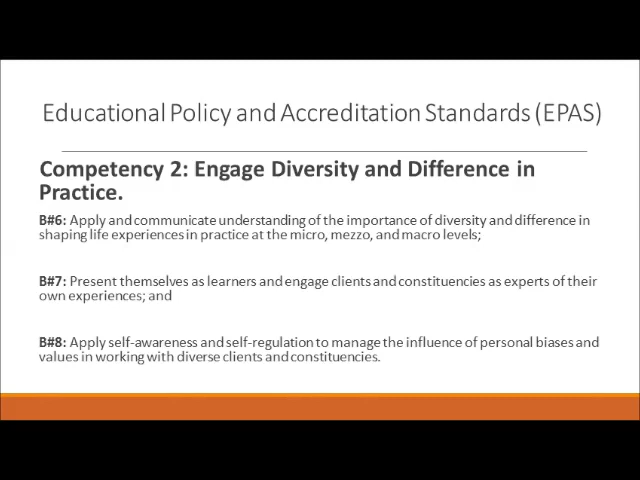 Educational Policy and Accreditation Standards (EPAS)
Competency 2: Engage Diversity and Difference in
Practice.
B#6: Apply and communicate understanding of the importance of diversity and difference in
shaping life experiences in practice at the micro, mezzo, and macro levels;
B#7: Present themselves as learners and engage clients and constituencies as experts of their
own experiences; and
B#8: Apply self-awareness and self-regulation to manage the influence of personal biases and
values in working with diverse clients and constituencies.